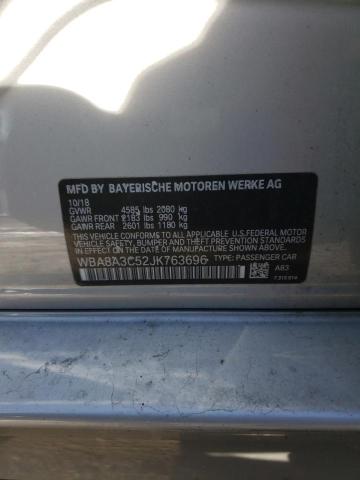 MFD BY BAYERISCHE MOTOREN WERKE AG
10/18
GVWR 4585 lbs 2080 kg
GAWR FRONT 2183 lbs 990 kg
GAWR REAR 2601 lbs 1180 kg
THIS VEHICLE CONFORMS TO ALL APPLICABLE U.S.FEDERAL MOTOR
VEHICLE SAFETY, BUMPER, AND THEFT PREVENTION
STANDARDS IN EFFECT ON THE DATE OF MANUFACTURE SHOWN ABOVE.
WBA8A3C52JK763696 TYPE: PASSENGER CAR
A83